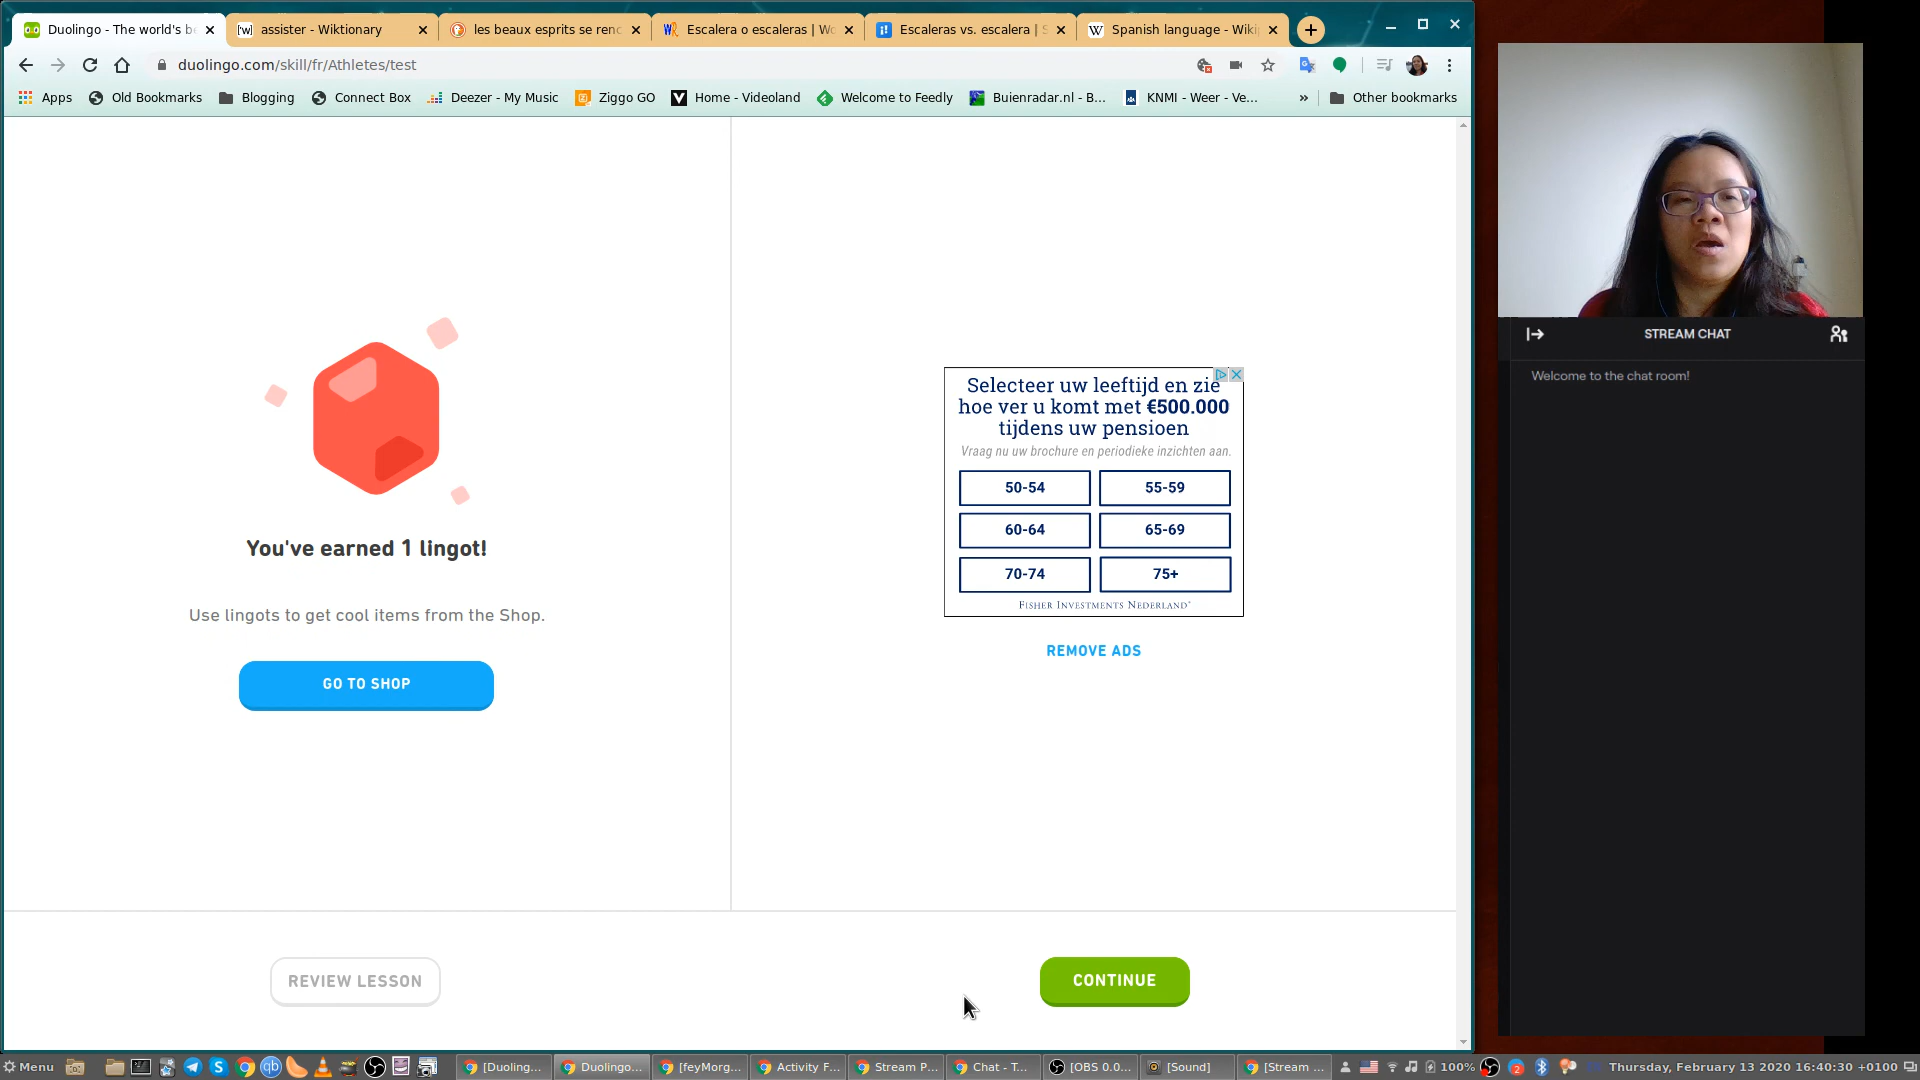 Duolingo - The world's b
assister - Wiktionary
les beaux esprits se renc
Escalera o escaleras | Wo
Escaleras vs. escalera | S
Spanish language - Wiki
duolingo.com/skill/fr/Athletes/test
Apps
Old Bookmarks
Blogging
Connect Box
Deezer - My Music
Ziggo GO
Home - Videoland
Welcome to Feedly
Buienradar.nl - B...
KNMI - Weer - Ve...
»
Other bookmarks
You've earned 1 lingot!
Use lingots to get cool items from the Shop.
GO TO SHOP
Selecteer uw leeftijd en zie
hoe ver u komt met €500.000
tijdens uw pensioen
Vraag nu uw brochure en periodieke inzichten aan.
50-54
55-59
60-64
65-69
70-74
75+
FISHER INVESTMENTS NEDERLAND
REMOVE ADS
REVIEW LESSON
CONTINUE
STREAM CHAT
Welcome to the chat room!
Menu
[Duoling...
Duolingo...
[feyMorg...
Activity F...
Stream P...
Chat - T...
[OBS 0.0...
[Sound]
[Stream ...
100%
2
Thursday, February 13 2020 16:40:30 +0100